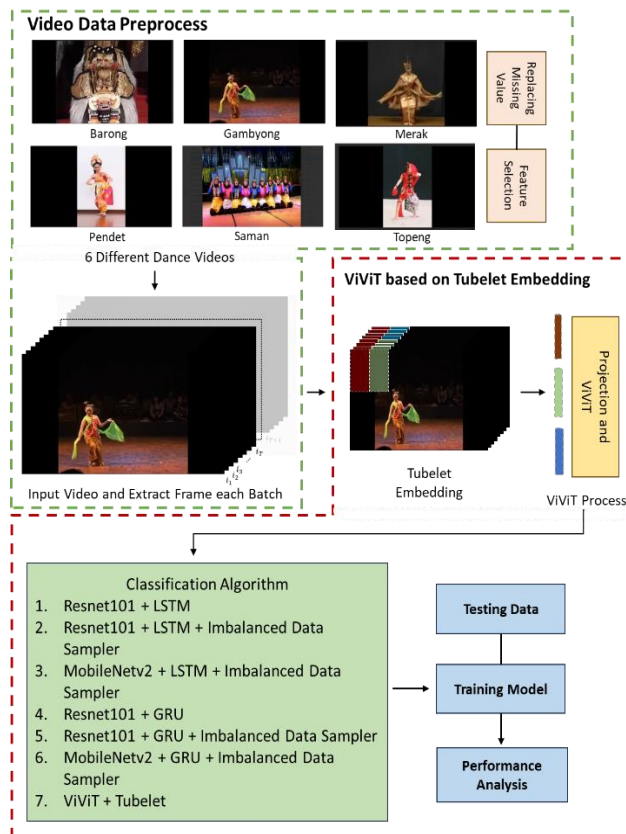 Video Data Preprocess
Barong
Gambyong
Merak
Replacing
Missing
Value
Pendet
Saman
Topeng
Feature
Selection
6 Different Dance Videos
ViViT based on Tubelet Embedding
Input Video and Extract Frame each Batch
Tubelet
Embedding
Projection and
ViViT
ViViT Process
Classification Algorithm
1. Resnet101 + LSTM
2. Resnet101 + LSTM + Imbalanced Data
Sampler
3. MobileNetv2 + LSTM + Imbalanced Data
Sampler
4. Resnet101 + GRU
5. Resnet101 + GRU + Imbalanced Data Sampler
6. MobileNetv2 + GRU + Imbalanced Data
Sampler
7. ViViT + Tubelet
Testing Data
Training Model
Performance
Analysis